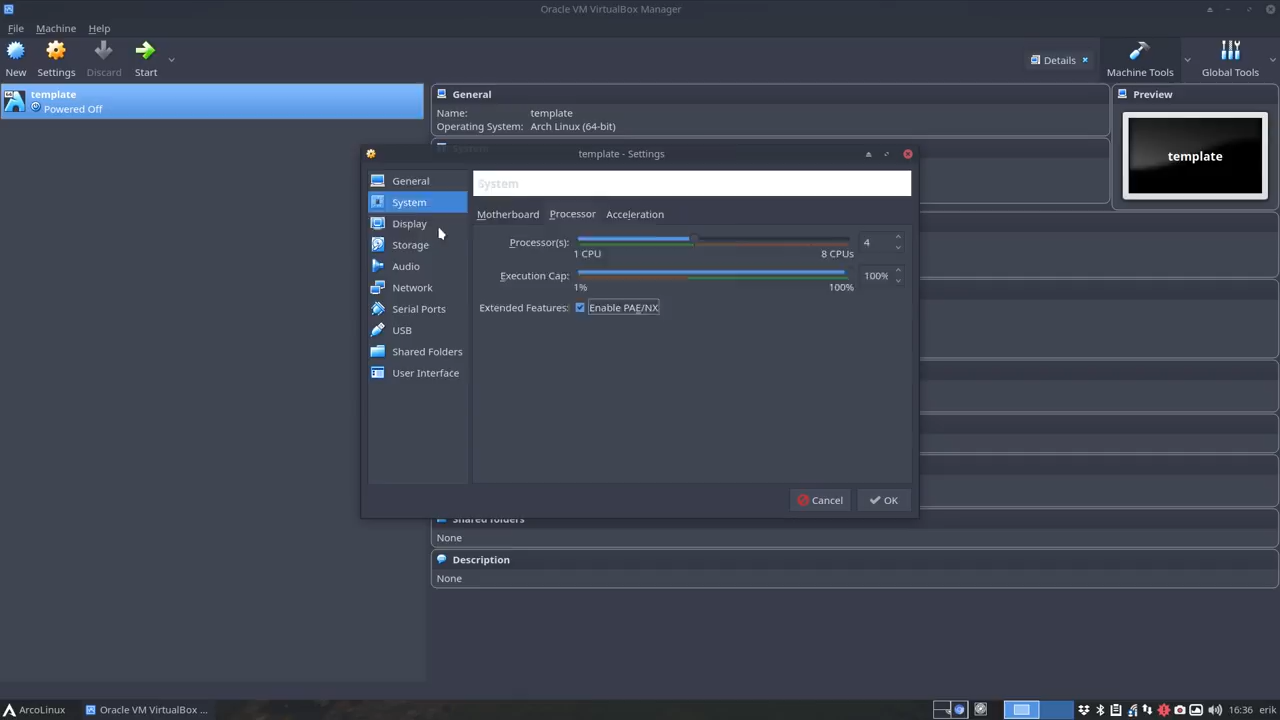 Oracle VM VirtualBox Manager
File Machine Help
New Settings Discard Start
Details Machine Tools Global Tools
template
Powered Off
General
Name: template
Operating System: Arch Linux (64-bit)
Preview
template
template - Settings
General
System
Display
Storage
Audio
Network
Serial Ports
USB
Shared Folders
User Interface
System
Motherboard Processor Acceleration
Processor(s): 4
1 CPU 8 CPUs
Execution Cap: 100%
1% 100%
Extended Features: Enable PAE/NX
Cancel OK
Shared folders
None
Description
None
ArcoLinux Oracle VM VirtualBox ... 16:36 erik